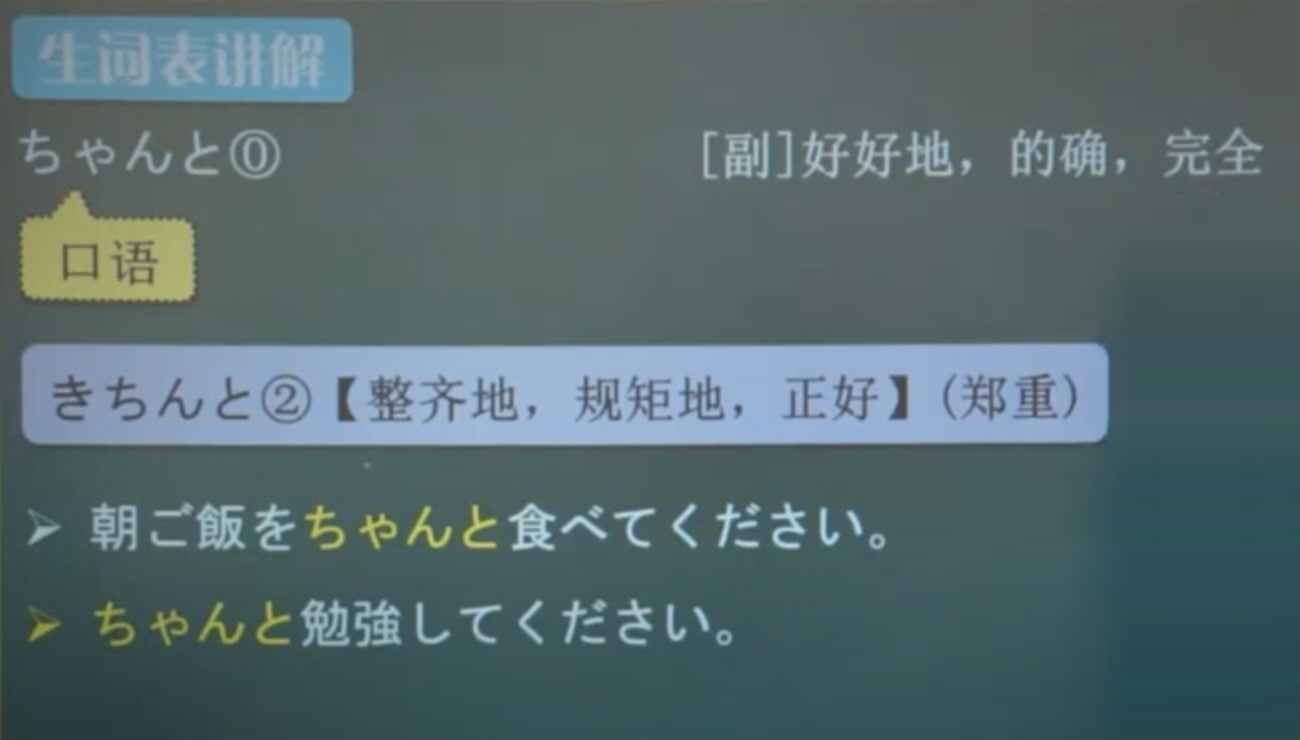 生词表讲解
ちゃんと⓪ [副]好好地，的确，完全
口语
きちんと②【整齐地，规矩地，正好】(郑重)
➢ 朝ご飯をちゃんと食べてください。
➢ ちゃんと勉強してください。